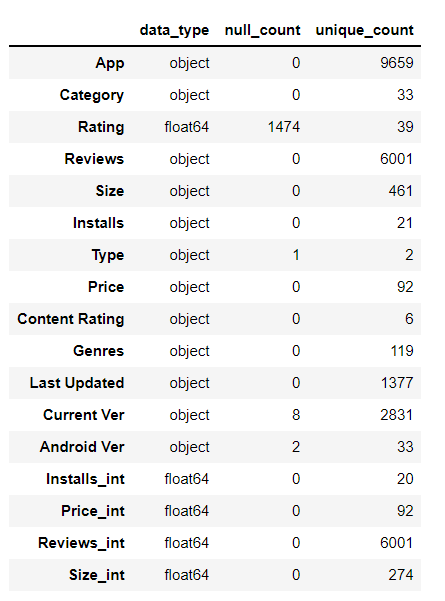 data_type null_count unique_count
App object 0 9659
Category object 0 33
Rating float64 1474 39
Reviews object 0 6001
Size object 0 461
Installs object 0 21
Type object 1 2
Price object 0 92
Content Rating object 0 6
Genres object 0 119
Last Updated object 0 1377
Current Ver object 8 2831
Android Ver object 2 33
Installs_int float64 0 20
Price_int float64 0 92
Reviews_int float64 0 6001
Size_int float64 0 274